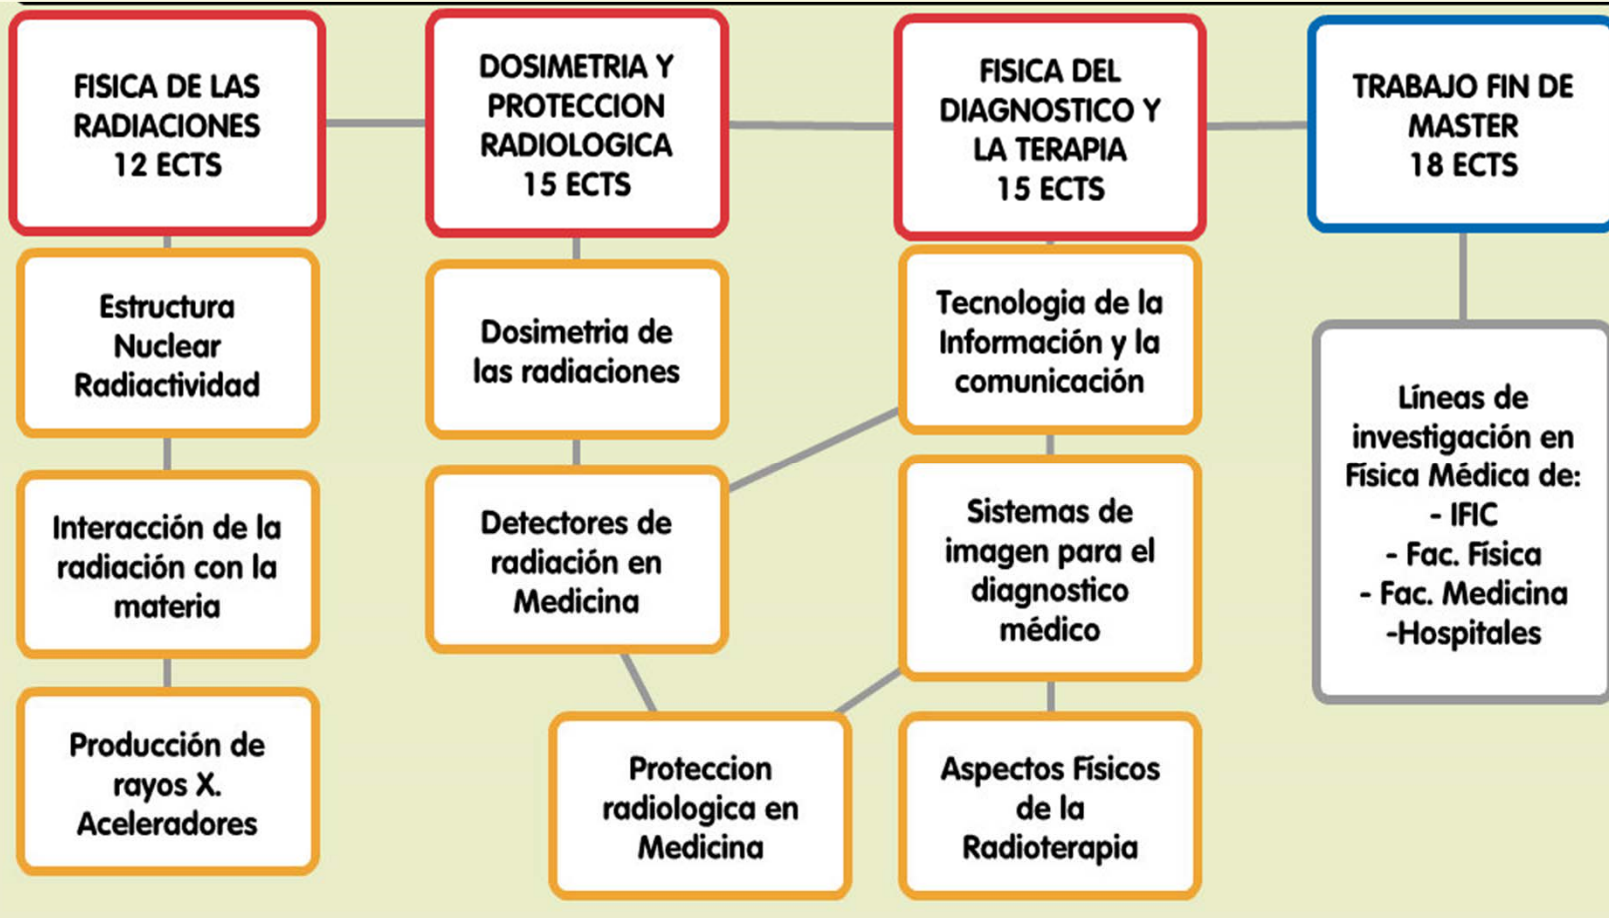 FISICA DE LAS
RADIACIONES
12 ECTS
DOSIMETRIA Y
PROTECCION
RADIOLOGICA
15 ECTS
FISICA DEL
DIAGNOSTICO Y
LA TERAPIA
15 ECTS
TRABAJO FIN DE
MASTER
18 ECTS
Estructura
Nuclear
Radiactividad
Dosimetria de
las radiaciones
Tecnologia de la
Información y la
comunicación
Líneas de
investigación en
Física Médica de:
- IFIC
- Fac. Física
- Fac. Medicina
-Hospitales
Interacción de la
radiación con la
materia
Detectores de
radiación en
Medicina
Sistemas de
imagen para el
diagnostico
médico
Producción de
rayos X.
Aceleradores
Proteccion
radiologica en
Medicina
Aspectos Físicos
de la
Radioterapia